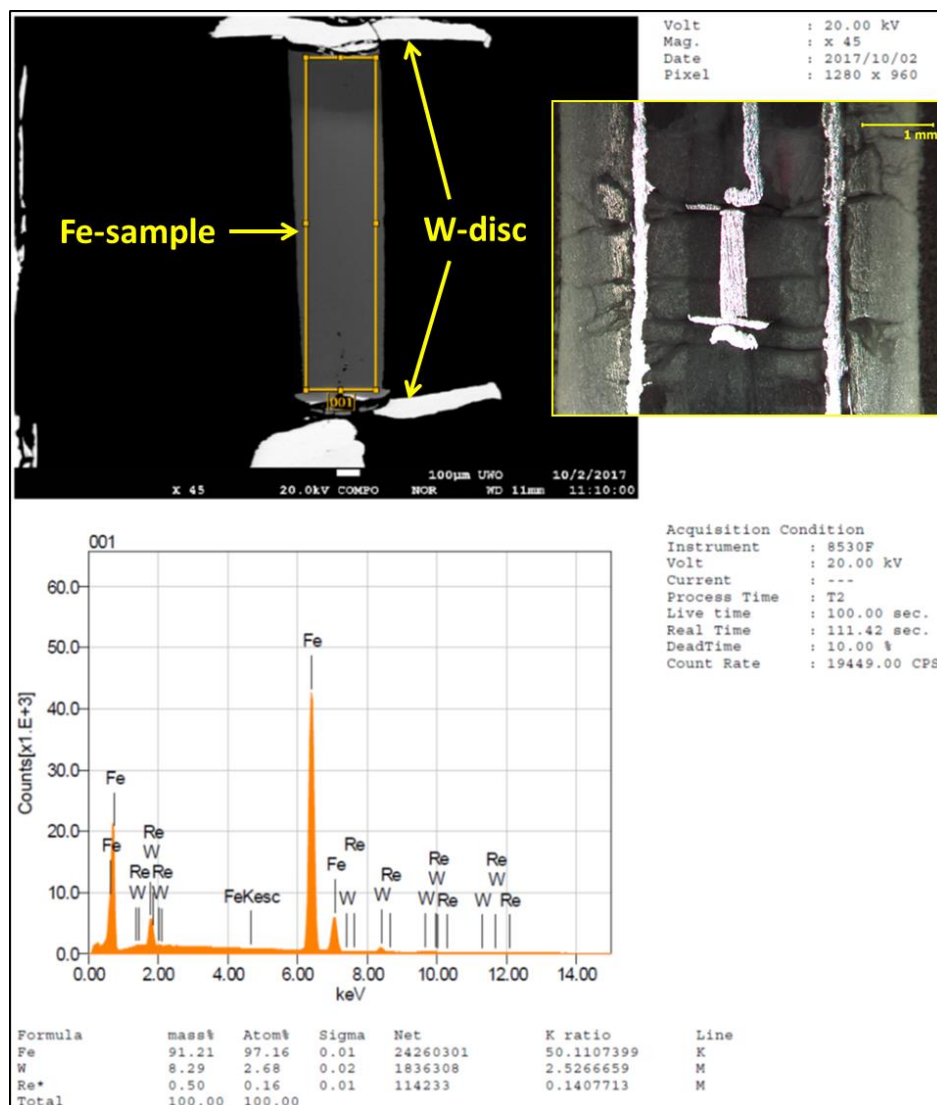 Volt : 20.00 kV
Mag. : x 45
Date : 2017/10/02
Pixel : 1280 x 960
1 mm
Fe-sample
W-disc
001
100µm UWO 10/2/2017
X 45 20.0kV COMPO NOR WD 11mm 11:10:00
Acquisition Condition
Instrument : 8530F
Volt : 20.00 kV
Current : ---
Process Time : T2
Live time : 100.00 sec.
Real Time : 111.42 sec.
DeadTime : 10.00 %
Count Rate : 19449.00 CPS
001
Counts[x1.E+3]
60.0
50.0
40.0
30.0
20.0
10.0
0.0
Fe
Fe
Re
W
Re
W
Re
W
FeKesc
Fe
Fe
Re
W
Re
W
Re
W
W
Re
Re
W
W
Re
0.00 2.00 4.00 6.00 8.00 10.00 12.00 14.00
keV
Formula mass% Atom% Sigma Net K ratio Line
Fe 91.21 97.16 0.01 24260301 50.1107399 K
W 8.29 2.68 0.02 1836308 2.5266659 M
Re* 0.50 0.16 0.01 114233 0.1407713 M
Total 100.00 100.00